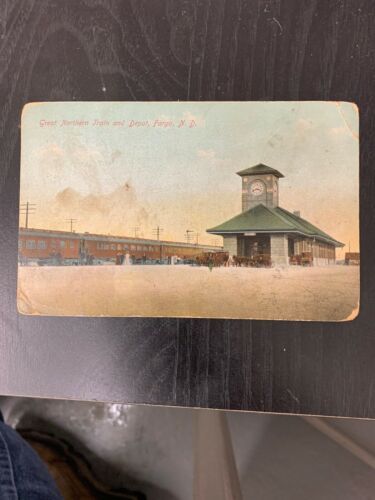 Great Northern Train and Depot, Fargo, N. D.